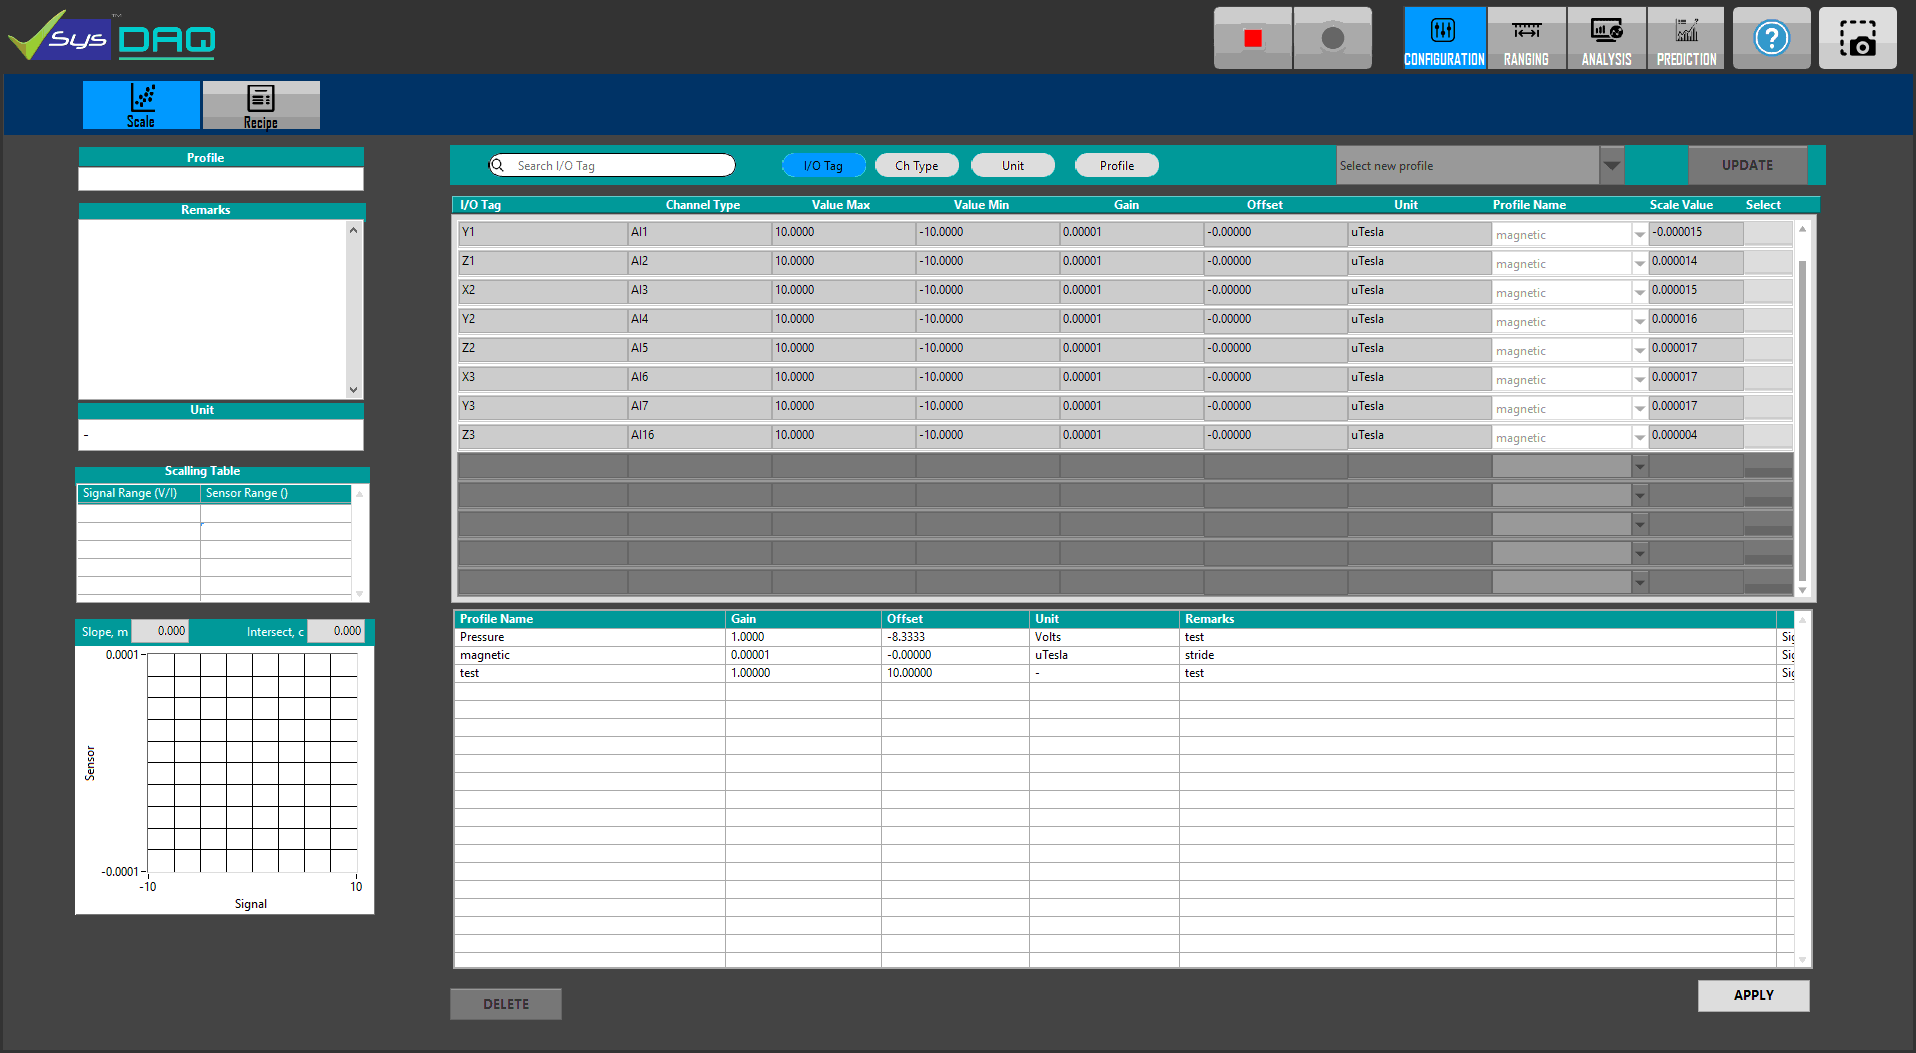 Sys DAQ ™
CONFIGURATION RANGING ANALYSIS PREDICTION ?
Scale Recipe
Profile
Remarks
Unit
-
Scalling Table
Signal Range (V/I) Sensor Range ()
Slope, m 0.000 Intersect, c 0.000
0.0001
Sensor
-0.0001
-10 10
Signal
Search I/O Tag I/O Tag Ch Type Unit Profile Select new profile UPDATE
I/O Tag Channel Type Value Max Value Min Gain Offset Unit Profile Name Scale Value Select
Y1 AI1 10.0000 -10.0000 0.00001 -0.00000 uTesla magnetic -0.000015
Z1 AI2 10.0000 -10.0000 0.00001 -0.00000 uTesla magnetic 0.000014
X2 AI3 10.0000 -10.0000 0.00001 -0.00000 uTesla magnetic 0.000015
Y2 AI4 10.0000 -10.0000 0.00001 -0.00000 uTesla magnetic 0.000016
Z2 AI5 10.0000 -10.0000 0.00001 -0.00000 uTesla magnetic 0.000017
X3 AI6 10.0000 -10.0000 0.00001 -0.00000 uTesla magnetic 0.000017
Y3 AI7 10.0000 -10.0000 0.00001 -0.00000 uTesla magnetic 0.000017
Z3 AI16 10.0000 -10.0000 0.00001 -0.00000 uTesla magnetic 0.000004
Profile Name Gain Offset Unit Remarks
Pressure 1.0000 -8.3333 Volts test
magnetic 0.00001 -0.00000 uTesla stride
test 1.00000 10.00000 - test
DELETE APPLY